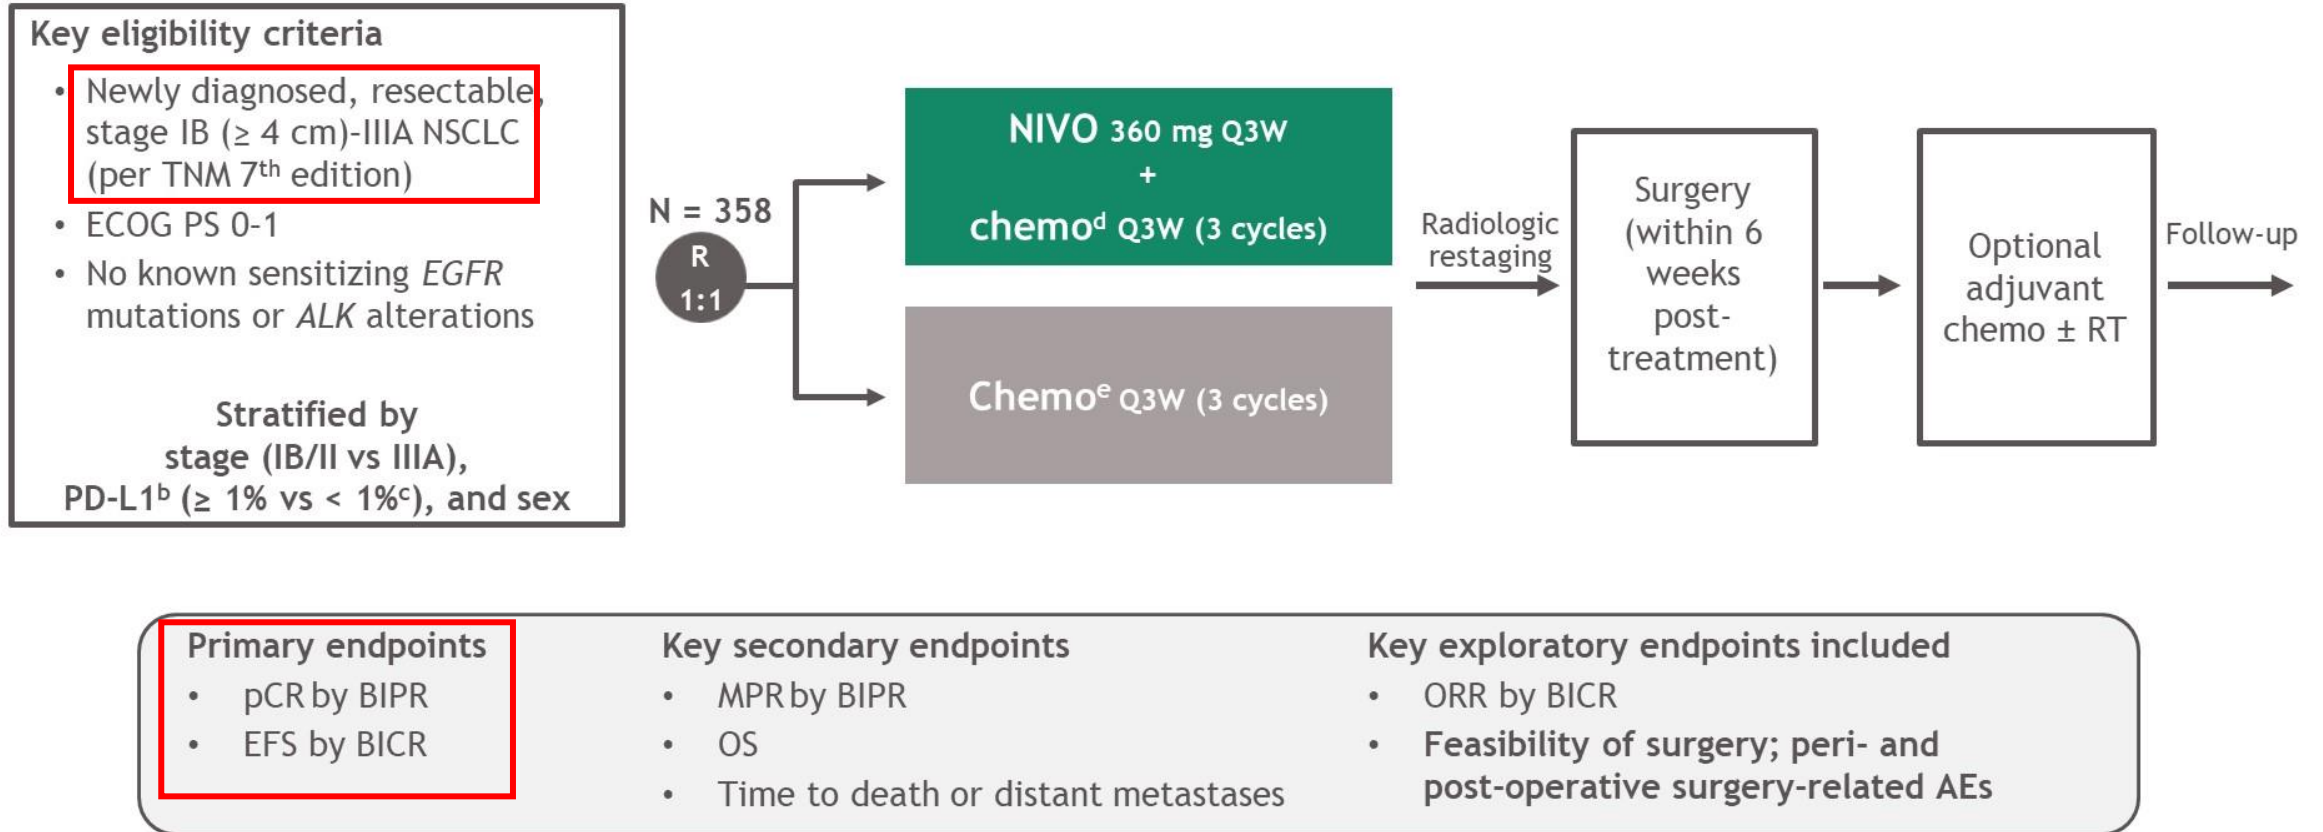 Key eligibility criteria
• Newly diagnosed, resectable,
stage IB (≥ 4 cm)-IIIA NSCLC
(per TNM 7th edition)
• ECOG PS 0-1
• No known sensitizing EGFR
mutations or ALK alterations
Stratified by
stage (IB/II vs IIIA),
PD-L1b (≥ 1% vs < 1%c), and sex
N = 358
R
1:1
NIVO 360 mg Q3W
+
chemod Q3W (3 cycles)
Chemoe Q3W (3 cycles)
Radiologic
restaging
Surgery
(within 6
weeks
post-
treatment)
Optional
adjuvant
chemo ± RT
Follow-up
Primary endpoints
• pCR by BIPR
• EFS by BICR
Key secondary endpoints
• MPR by BIPR
• OS
• Time to death or distant metastases
Key exploratory endpoints included
• ORR by BICR
• Feasibility of surgery; peri- and
post-operative surgery-related AEs